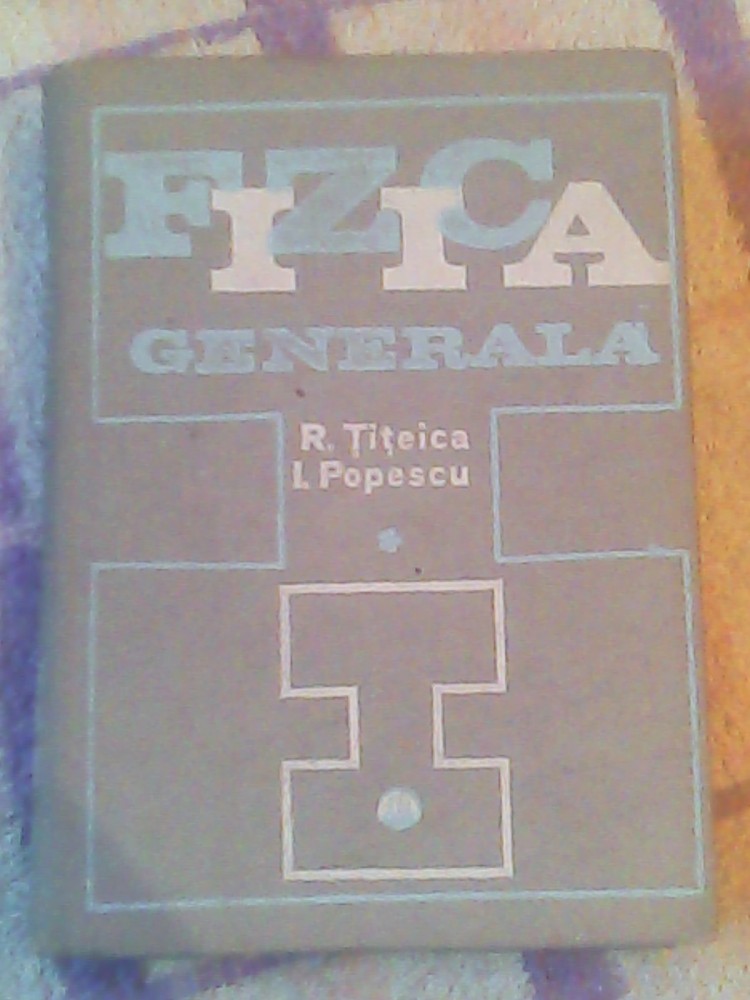 FIZICA
GENERALA
R. Țițeica
I. Popescu
I